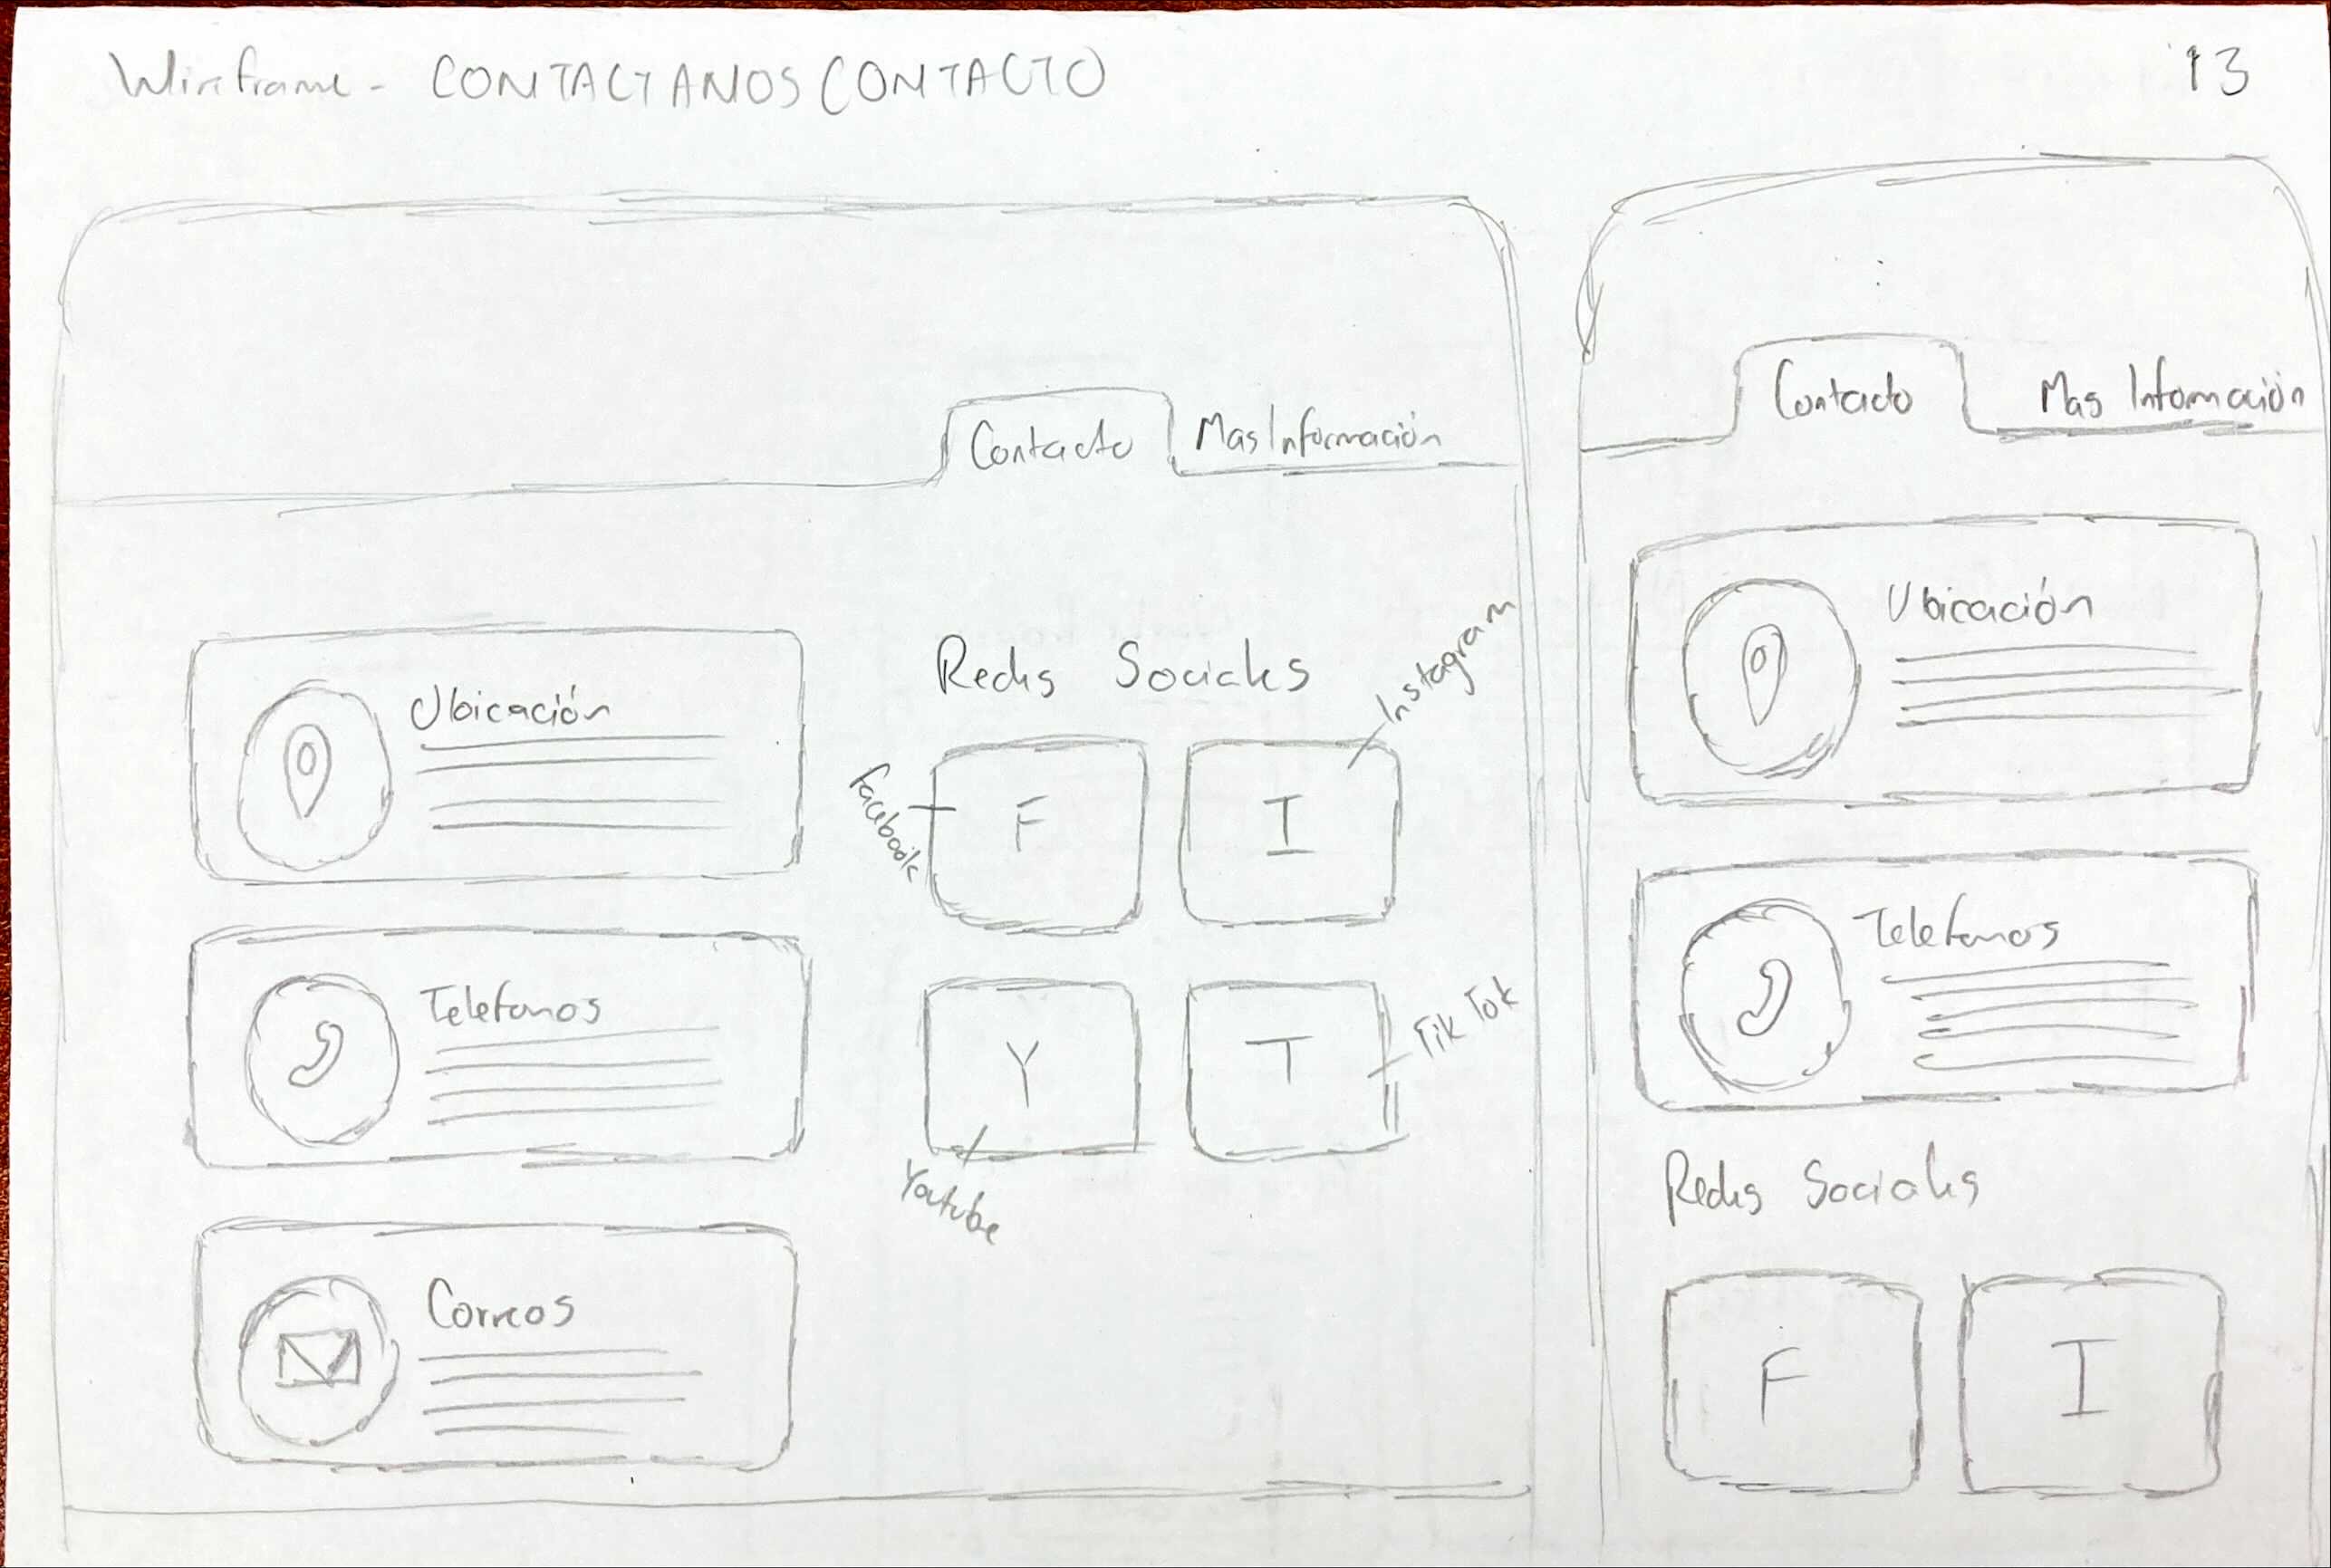 Wireframe - CONTACTANOS CONTACTO
13
Contacto
Mas Información
Ubicación
Telefonos
Correos
Redes Sociales
Facebook
F
Instagram
I
Y
Youtube
T
Tik Tok
Contacto
Mas Información
Ubicación
Telefonos
Redes Sociales
F
I